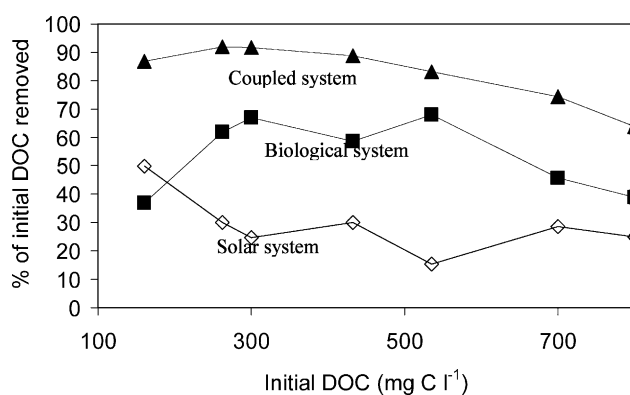 100
90
80
70
60
50
40
30
20
10
0
% of initial DOC removed
Coupled system
Biological system
Solar system
100 300 500 700
Initial DOC (mg C l⁻¹)